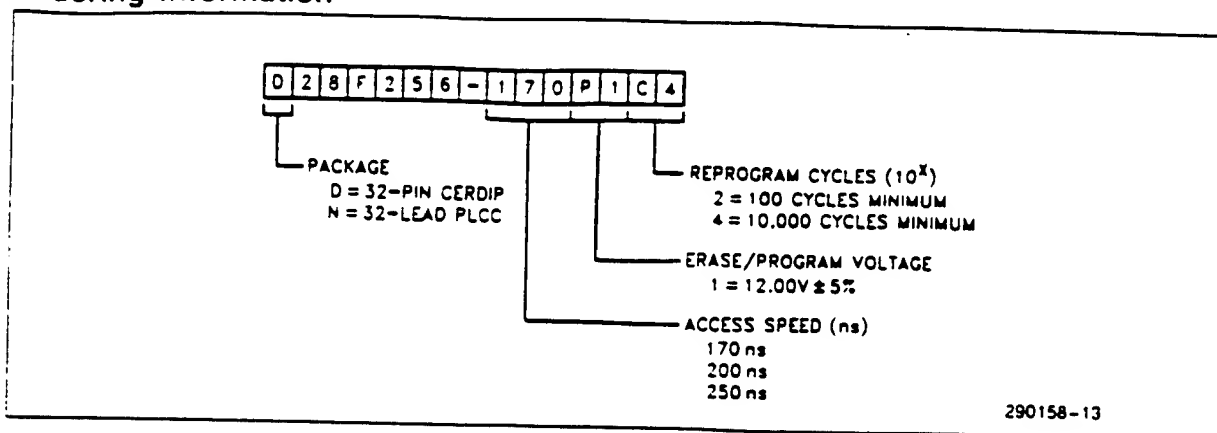 D28F256-170P1C4
PACKAGE
D = 32-PIN CERDIP
N = 32-LEAD PLCC
REPROGRAM CYCLES (10ˣ)
2 = 100 CYCLES MINIMUM
4 = 10,000 CYCLES MINIMUM
ERASE/PROGRAM VOLTAGE
1 = 12.00V ± 5%
ACCESS SPEED (ns)
170 ns
200 ns
250 ns
290158-13